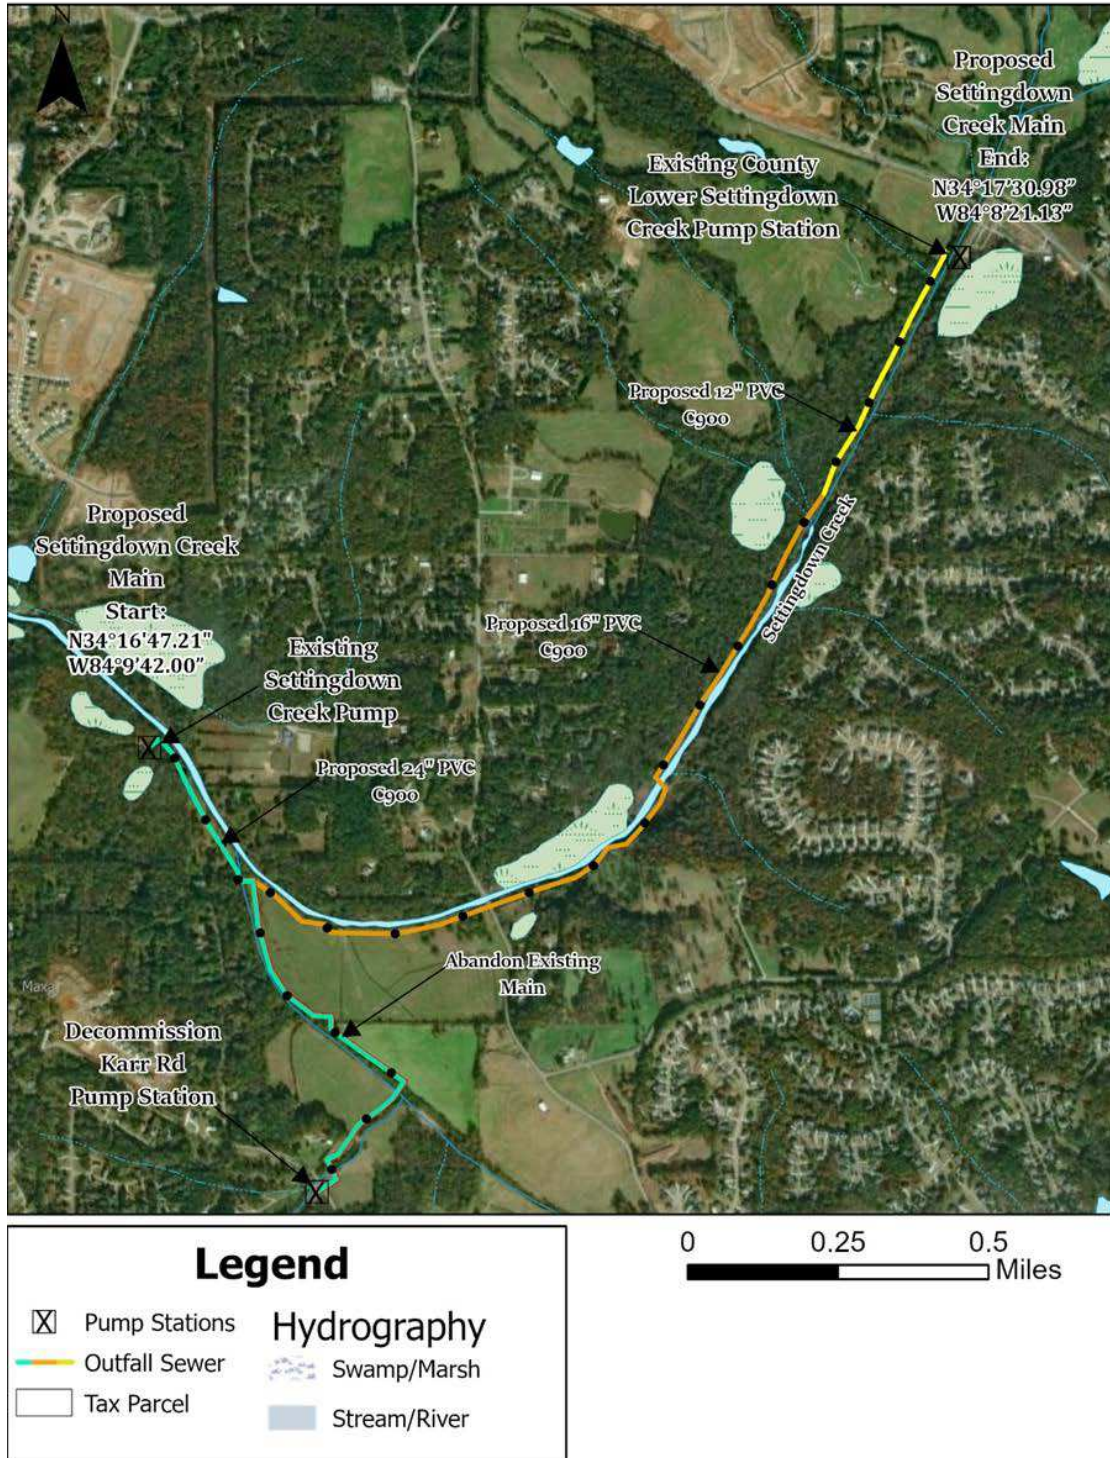 N
Proposed
Settingdown
Creek Main
End:
N34°17'30.98"
W84°8'21.13"
Existing County
Lower Settingdown
Creek Pump Station
Proposed 12" PVC
C900
Proposed
Settingdown Creek
Main
Start:
N34°16'47.21"
W84°9'42.00"
Settingdown Creek
Proposed 16" PVC
C900
Existing
Settingdown
Creek Pump
Proposed 24" PVC
C900
Abandon Existing
Main
Maxar
Decommission
Karr Rd
Pump Station
Legend
X Pump Stations
Outfall Sewer
Tax Parcel
Hydrography
Swamp/Marsh
Stream/River
0 0.25 0.5
Miles